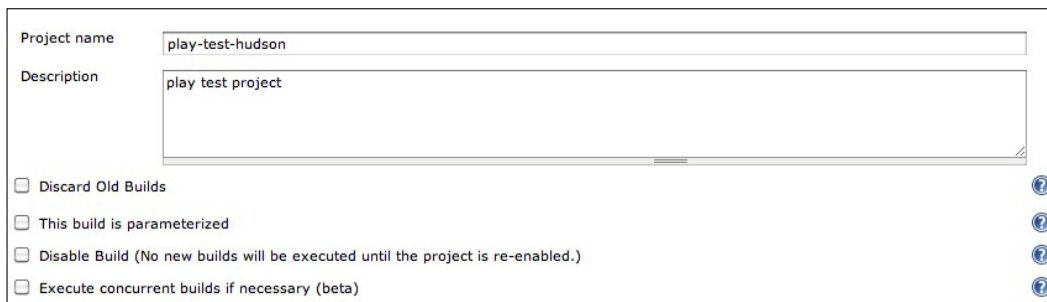 Project name
play-test-hudson
Description
play test project
Discard Old Builds
?
This build is parameterized
?
Disable Build (No new builds will be executed until the project is re-enabled.)
?
Execute concurrent builds if necessary (beta)
?